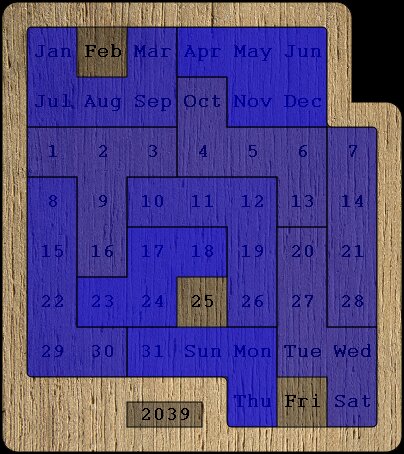 Jan Feb Mar Apr May Jun
Jul Aug Sep Oct Nov Dec
1 2 3 4 5 6 7
8 9 10 11 12 13 14
15 16 17 18 19 20 21
22 23 24 25 26 27 28
29 30 31 Sun Mon Tue Wed
Thu Fri Sat
2039